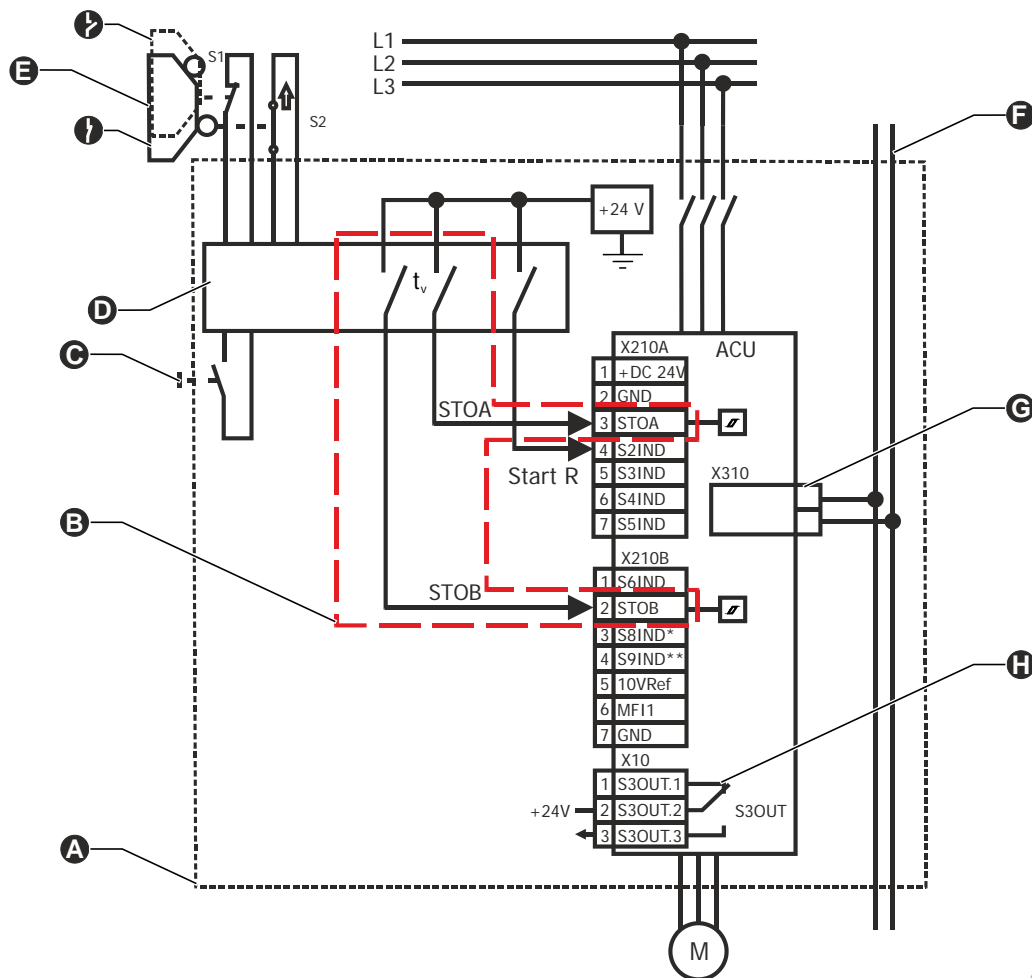 L1
L2
L3
E
S1
S2
F
+24 V
D
tv
C
X210A
ACU
1 +DC 24V
2 GND
STOA
3 STOA
4 S2IND
Start R
5 S3IND
6 S4IND
7 S5IND
G
X310
B
X210B
1 S6IND
STOB
2 STOB
3 S8IND*
4 S9IND**
5 10VRef
6 MFI1
7 GND
H
X10
1 S3OUT.1
+24V
2 S3OUT.2
S3OUT
3 S3OUT.3
A
M